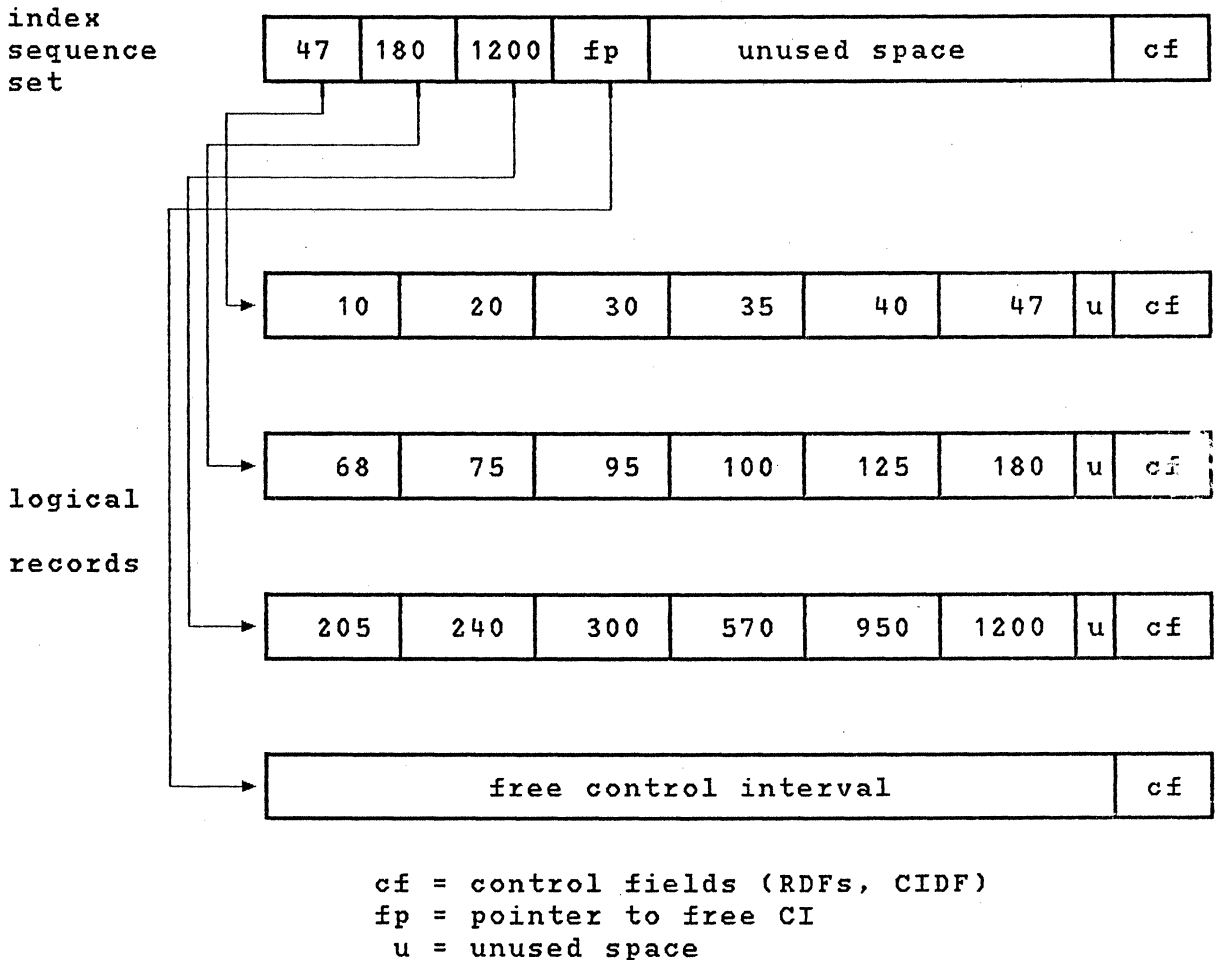 index
sequence
set
47 180 1200 fp unused space cf
10 20 30 35 40 47 u cf
68 75 95 100 125 180 u cf
logical
records
205 240 300 570 950 1200 u cf
free control interval cf
cf = control fields (RDFs, CIDF)
fp = pointer to free CI
u = unused space